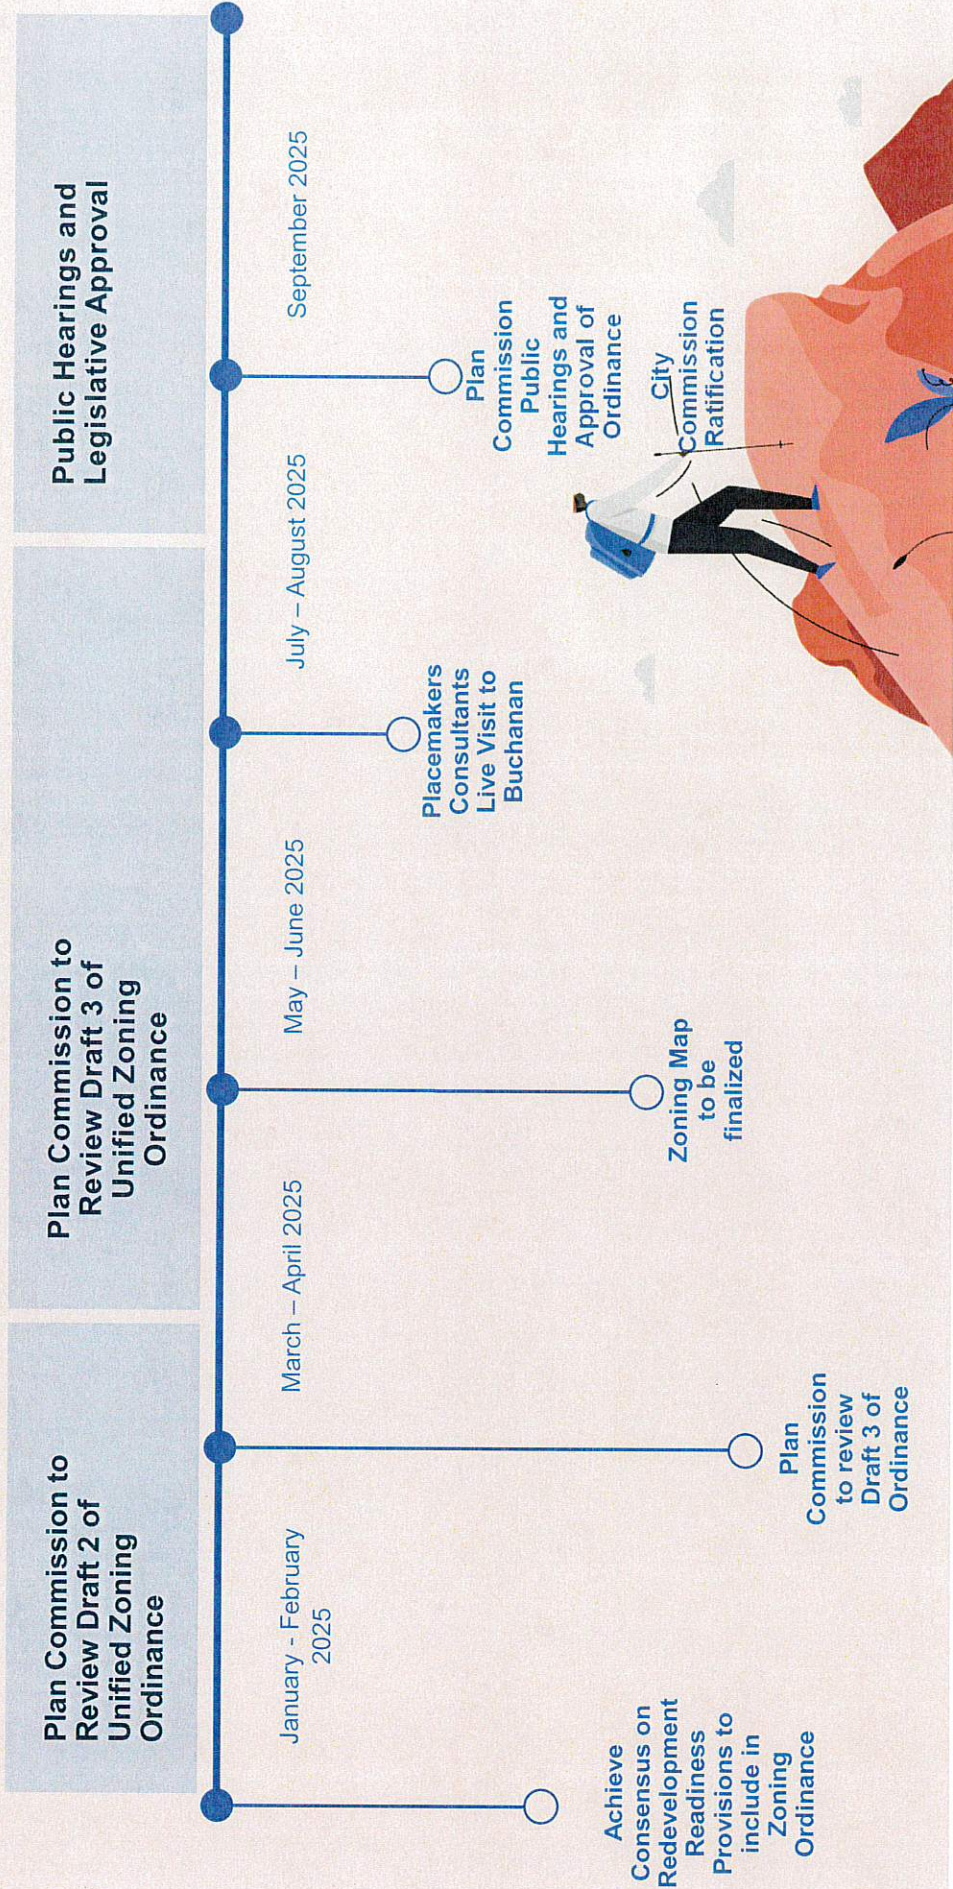 Plan Commission to
Review Draft 2 of
Unified Zoning
Ordinance
Plan Commission to
Review Draft 3 of
Unified Zoning
Ordinance
Public Hearings and
Legislative Approval
January - February
2025
March – April 2025
May – June 2025
July – August 2025
September 2025
Achieve
Consensus on
Redevelopment
Readiness
Provisions to
include in
Zoning
Ordinance
Plan
Commission
to review
Draft 3 of
Ordinance
Zoning Map
to be
finalized
Placemakers
Consultants
Live Visit to
Buchanan
Plan
Commission
Public
Hearings and
Approval of
Ordinance
City
Commission
Ratification